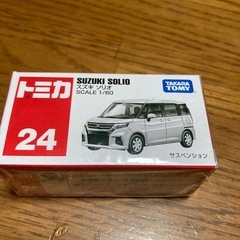 トミカ
24
SUZUKI SOLIO
スズキ ソリオ
SCALE 1/60
TAKARA
TOMY
サスペンション